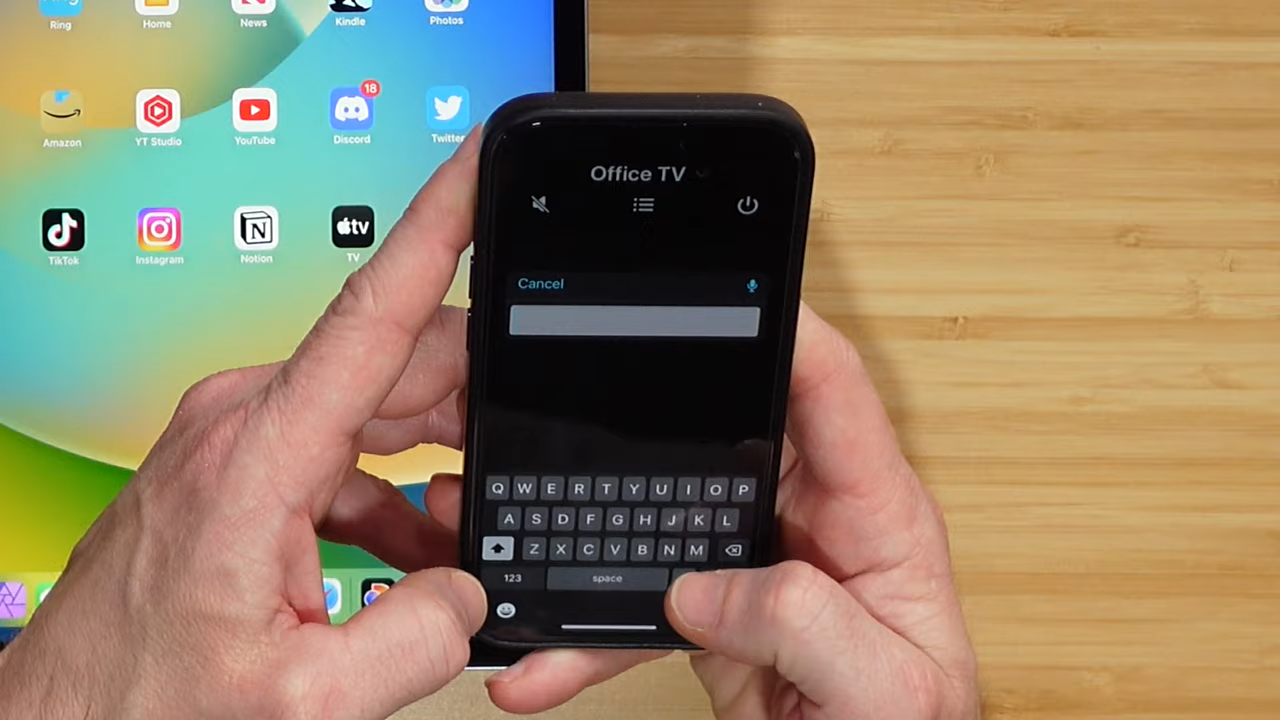 Ring
Home
News
Kindle
Photos
18
Amazon
YT Studio
YouTube
Discord
Twitter
TikTok
Instagram
Notion
tv
TV
Office TV
Cancel
Q W E R T Y U I O P
A S D F G H J K L
Z X C V B N M
123
space